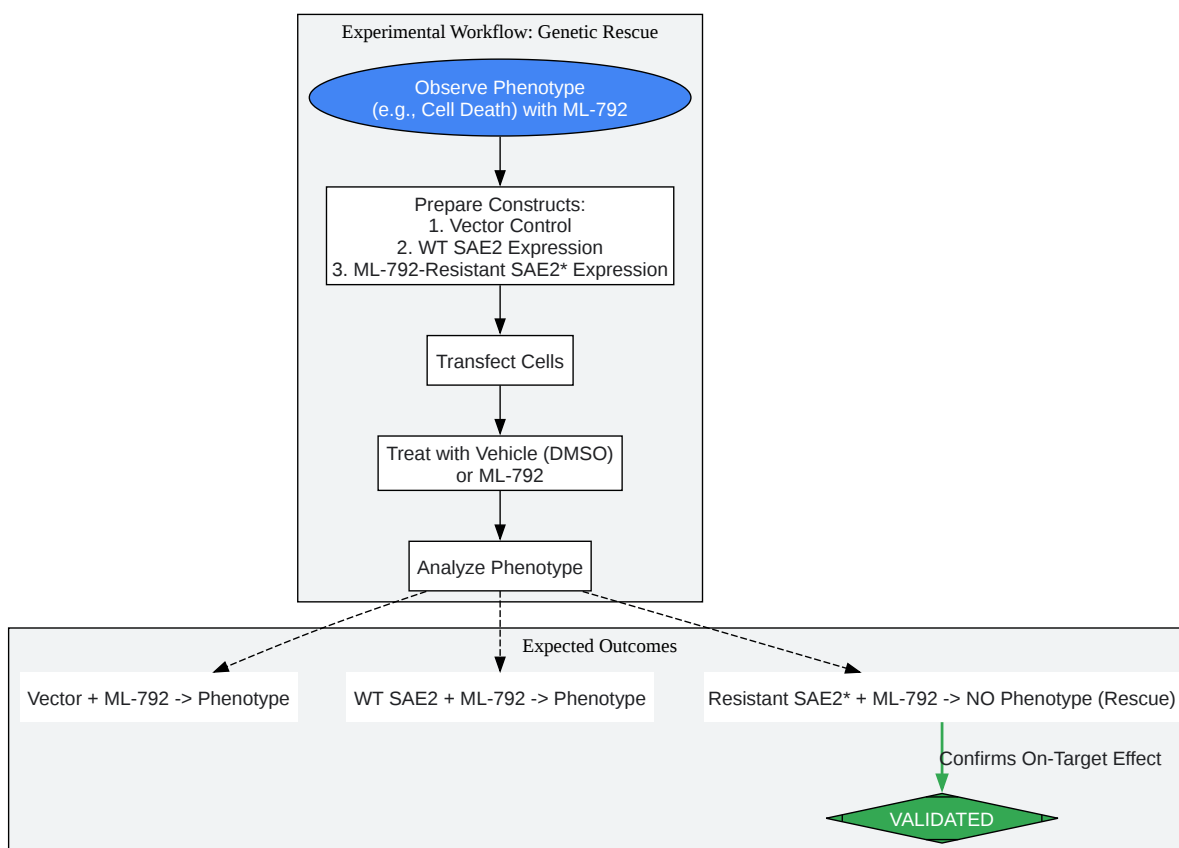 Experimental Workflow: Genetic Rescue
Observe Phenotype
(e.g., Cell Death) with ML-792
Prepare Constructs:
1. Vector Control
2. WT SAE2 Expression
3. ML-792-Resistant SAE2* Expression
Transfect Cells
Treat with Vehicle (DMSO)
or ML-792
Analyze Phenotype
Expected Outcomes
Vector + ML-792 -> Phenotype
WT SAE2 + ML-792 -> Phenotype
Resistant SAE2* + ML-792 -> NO Phenotype (Rescue)
Confirms On-Target Effect
VALIDATED